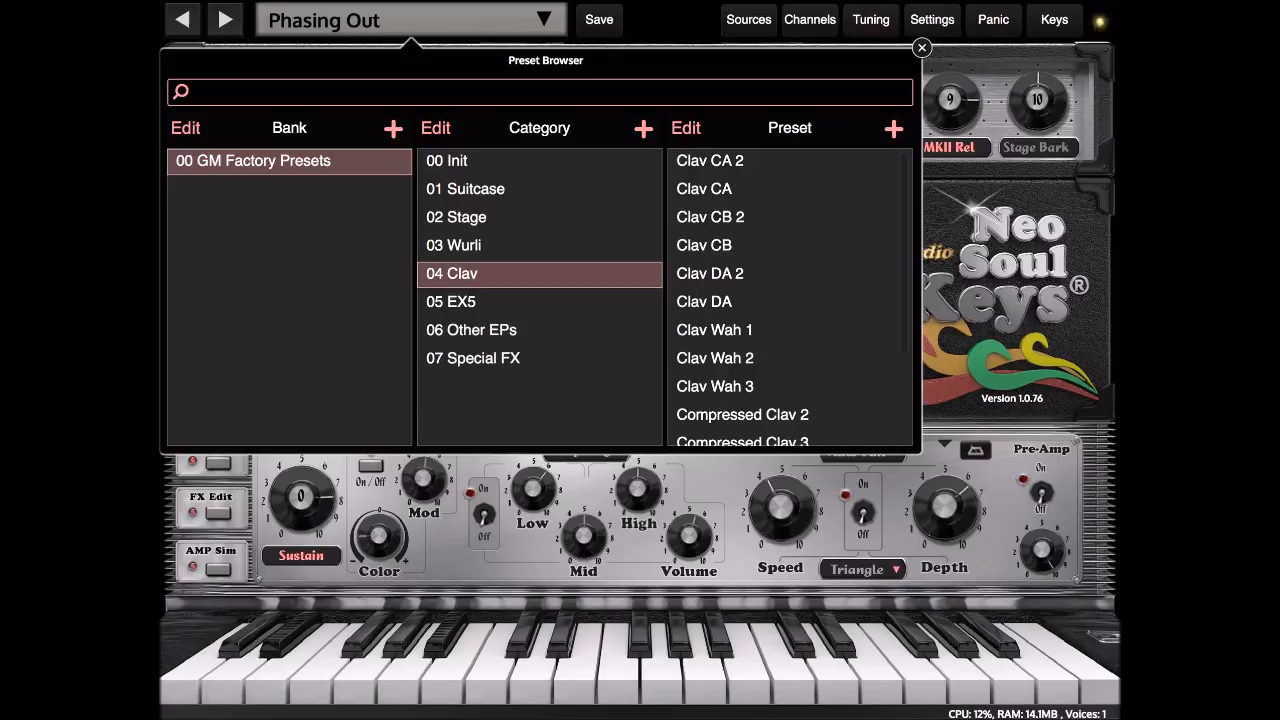 Phasing Out
Save
Sources
Channels
Tuning
Settings
Panic
Keys
Preset Browser
Edit Bank
Edit Category
Edit Preset
00 GM Factory Presets
00 Init
01 Suitcase
02 Stage
03 Wurli
04 Clav
05 EX5
06 Other EPs
07 Special FX
Clav CA 2
Clav CA
Clav CB 2
Clav CB
Clav DA 2
Clav DA
Clav Wah 1
Clav Wah 2
Clav Wah 3
Compressed Clav 2
Compressed Clav 3
9
10
MKII Rel
Stage Bark
Neo
Soul
Keys®
Version 1.0.76
FX Edit
AMP Sim
0
Sustain
On / Off
Mod
Color
On
Off
Low
Mid
High
Volume
Speed
On
Off
Triangle
Depth
Pre-Amp
On
Off
CPU: 12%, RAM: 14.1MB , Voices: 1